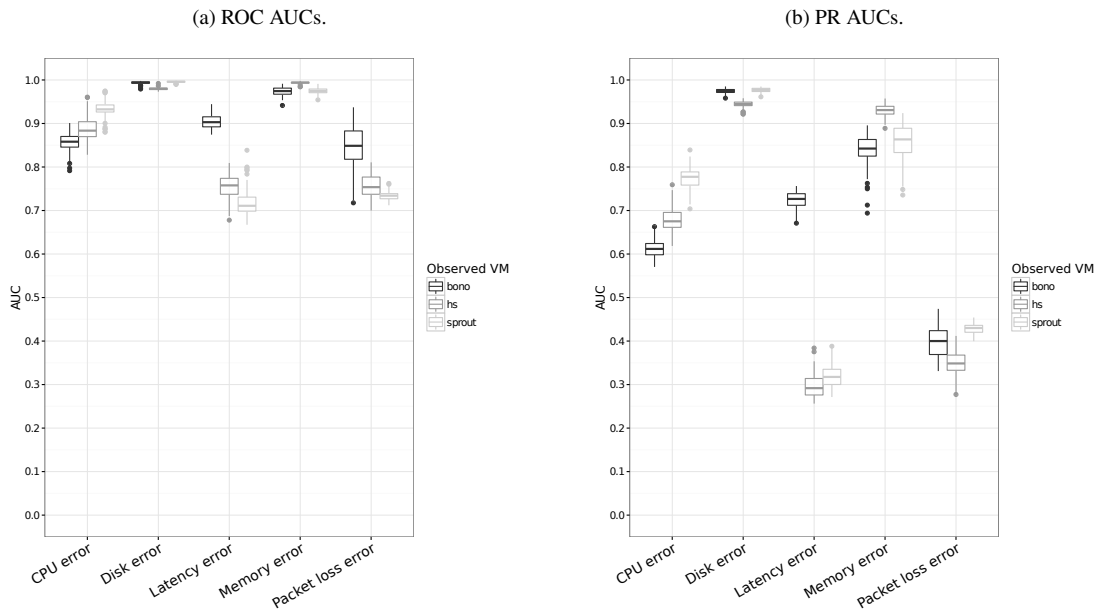 (a) ROC AUCs.
1.0
0.9
0.8
0.7
0.6
0.5
0.4
0.3
0.2
0.1
0.0
AUC
CPU error
Disk error
Latency error
Memory error
Packet loss error
Observed VM
bono
hs
sprout
(b) PR AUCs.
1.0
0.9
0.8
0.7
0.6
0.5
0.4
0.3
0.2
0.1
0.0
AUC
CPU error
Disk error
Latency error
Memory error
Packet loss error
Observed VM
bono
hs
sprout